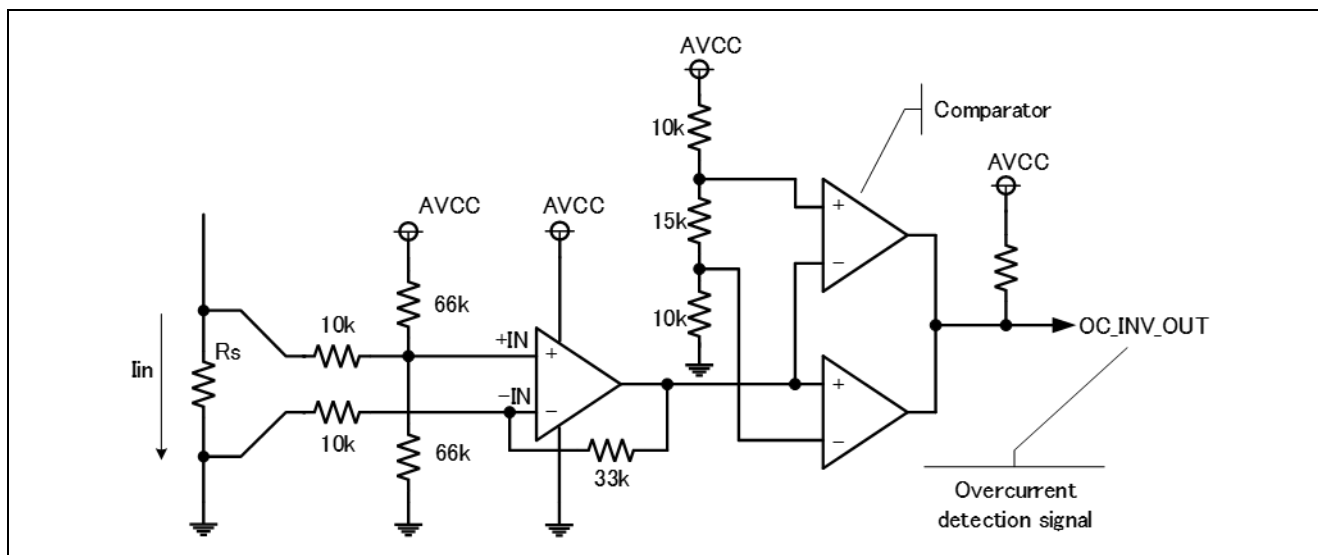 AVCC
10k
Comparator
AVCC
15k
AVCC
AVCC
10k
66k
10k
+IN
OC_INV_OUT
Rs
Iin
-IN
10k
66k
33k
+
-
+
-
+
-
Overcurrent
detection signal